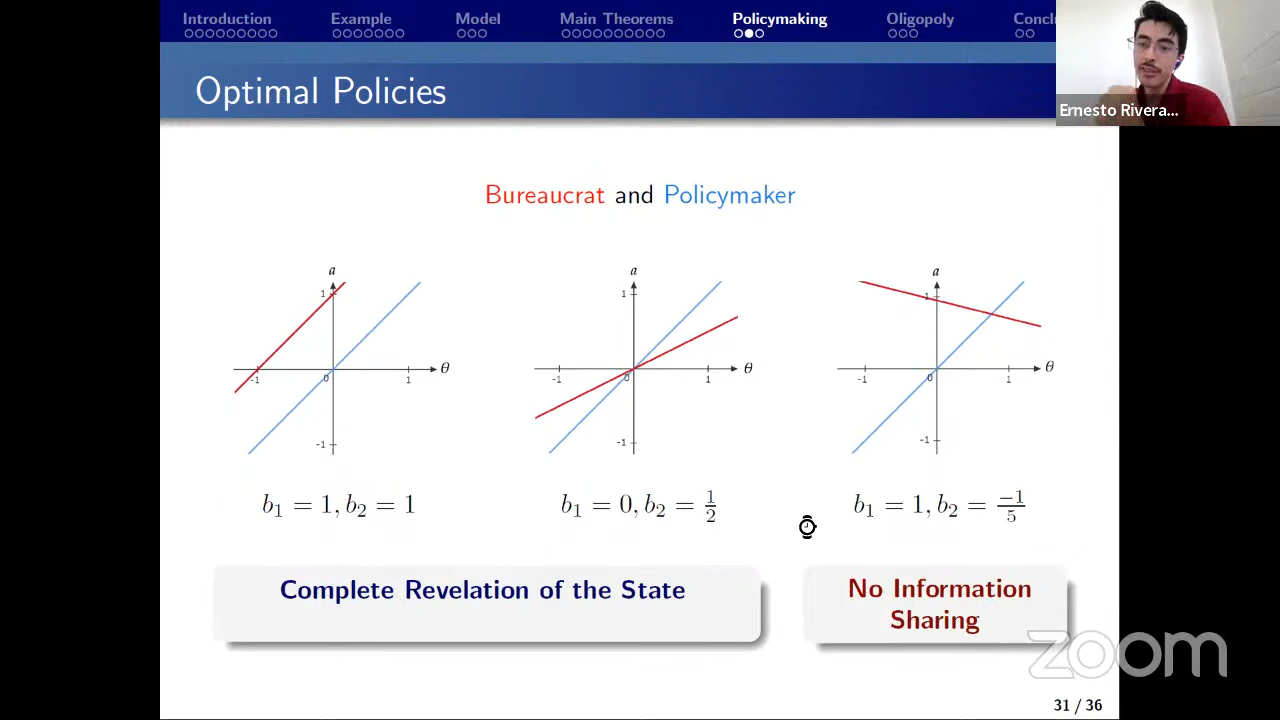 Introduction Example Model Main Theorems Policymaking Oligopoly
Ernesto Rivera...
Optimal Policies
Bureaucrat and Policymaker
a
1
θ
-1 0 1
-1
a
1
θ
-1 0 1
-1
a
1
θ
-1 0 1
-1
b₁ = 1, b₂ = 1
b₁ = 0, b₂ = 1/2
b₁ = 1, b₂ = −1/5
Complete Revelation of the State
No Information
Sharing
zoom
31 / 36